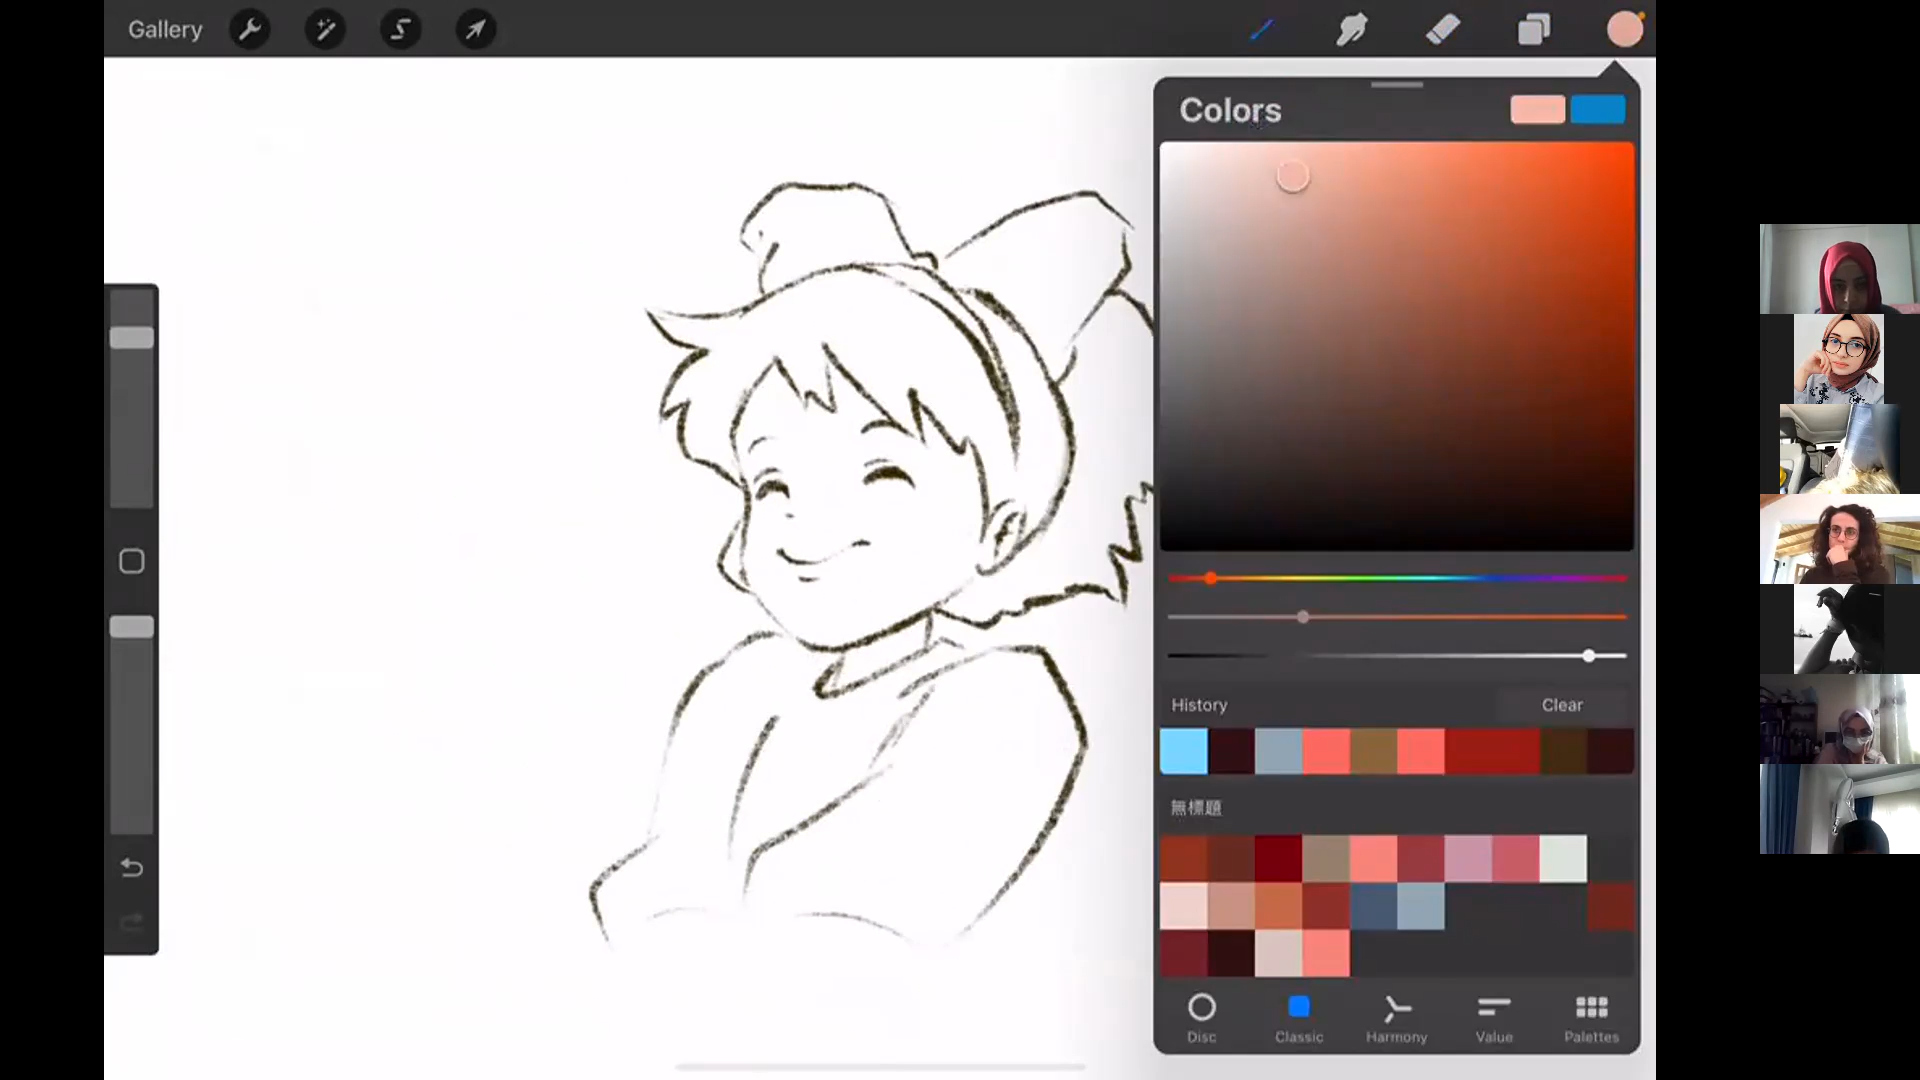 Gallery
Colors
History
Clear
無標題
Disc
Classic
Harmony
Value
Palettes